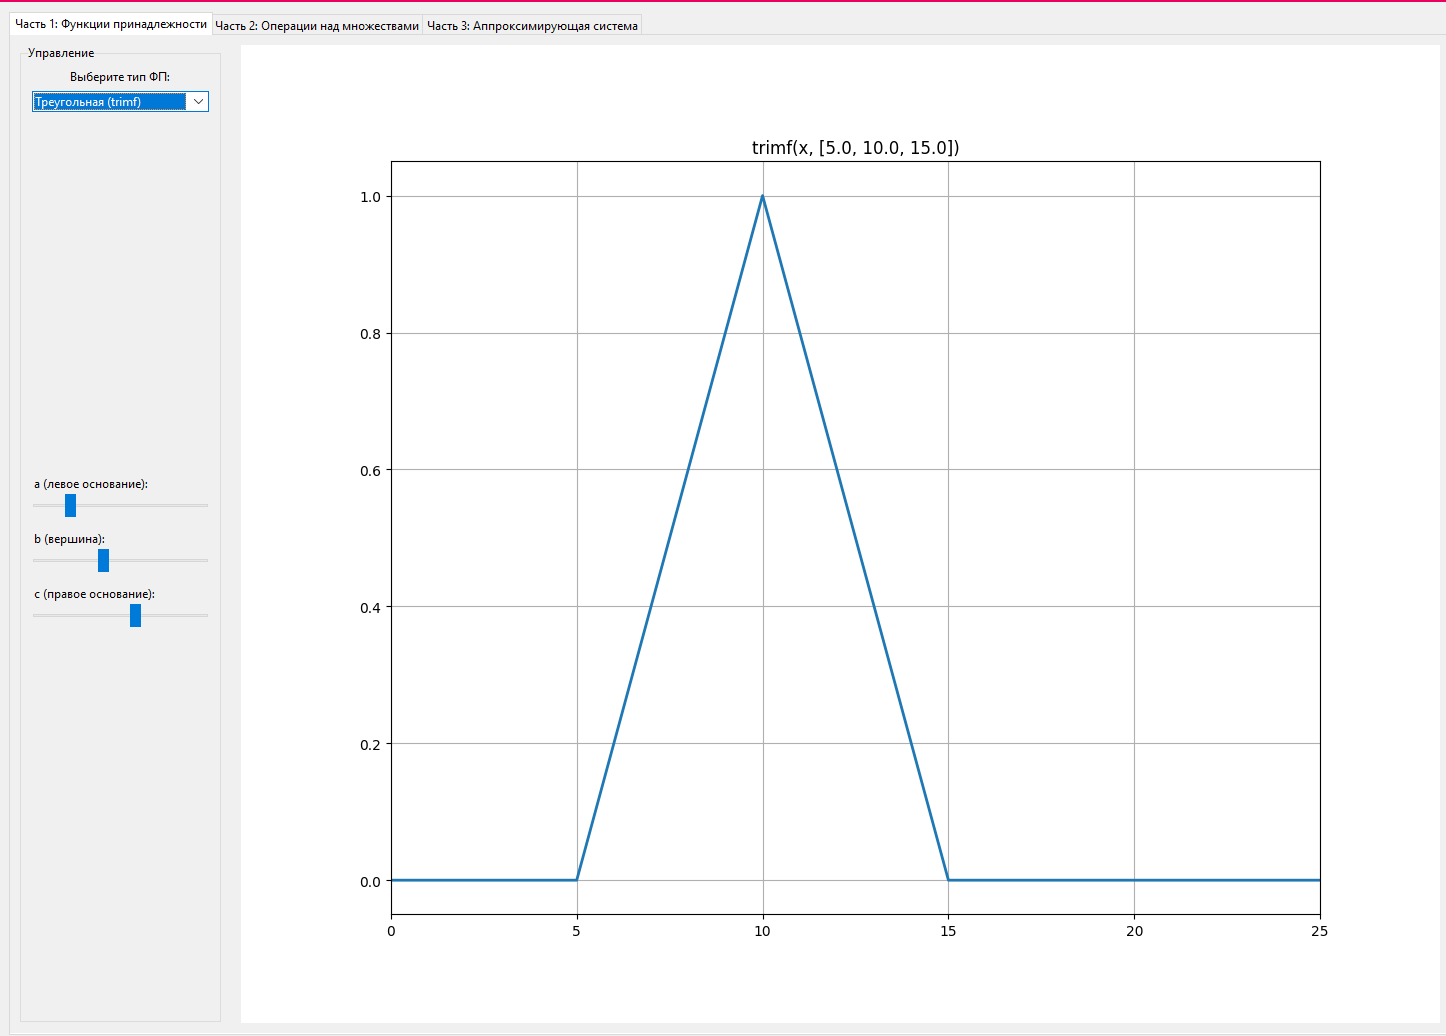 Часть 1: Функции принадлежности Часть 2: Операции над множествами Часть 3: Аппроксимирующая система
Управление
Выберите тип ФП:
Треугольная (trimf)
a (левое основание):
b (вершина):
c (правое основание):
trimf(x, [5.0, 10.0, 15.0])
1.0
0.8
0.6
0.4
0.2
0.0
0 5 10 15 20 25